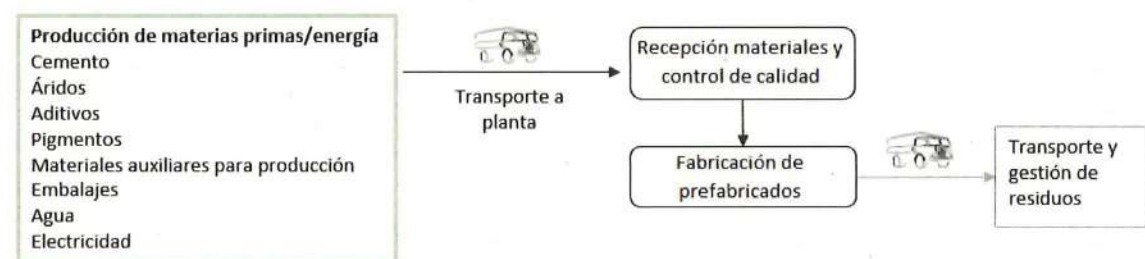 Producción de materias primas/energía
Cemento
Áridos
Aditivos
Pigmentos
Materiales auxiliares para producción
Embalajes
Agua
Electricidad
Transporte a
planta
Recepción materiales y
control de calidad
Fabricación de
prefabricados
Transporte y
gestión de
residuos